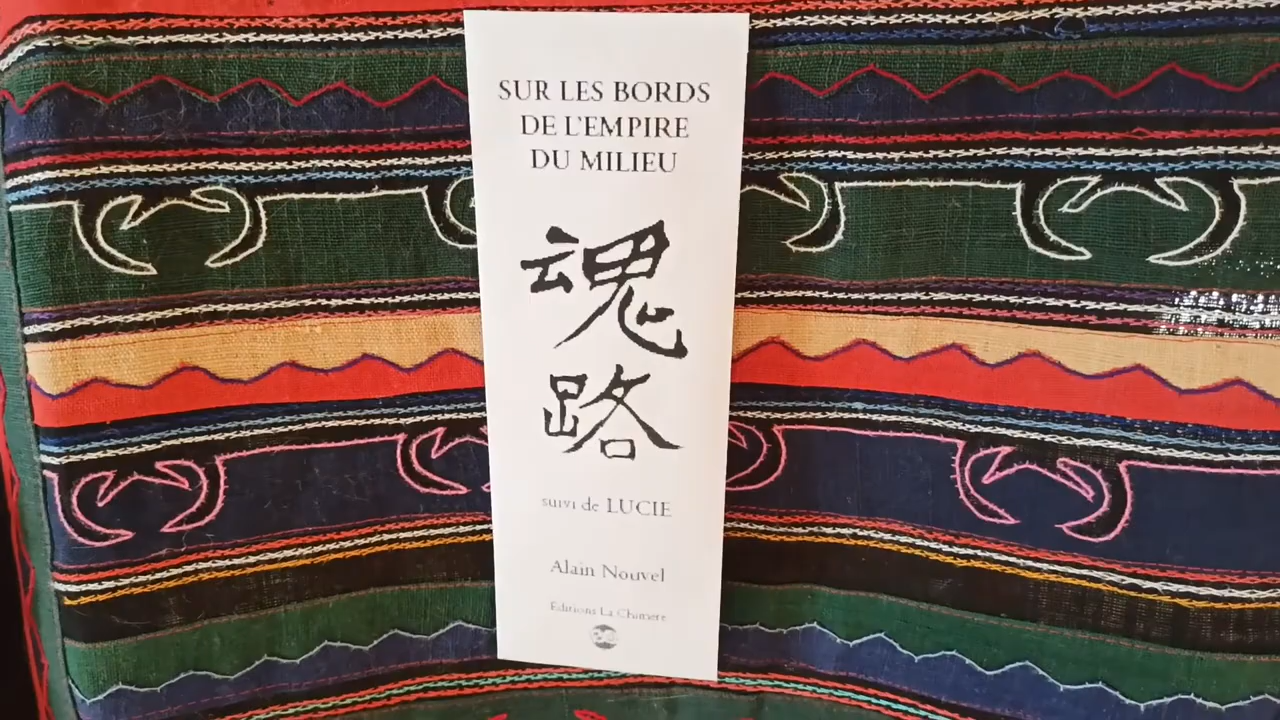 SUR LES BORDS
DE L'EMPIRE
DU MILIEU
魂
路
suivi de LUCIE
Alain Nouvel
Editions La Chimère